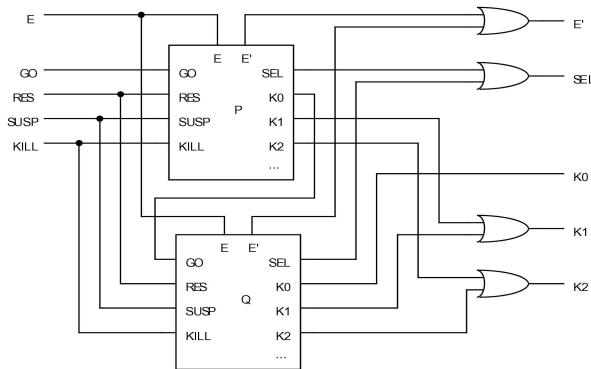 E
E'
E E'
GO
SEL
GO SEL
RES
RES K0
P
SUSP
SUSP K1
KILL
KILL K2
...
K0
E E'
K1
GO SEL
RES K0
Q
K2
SUSP K1
KILL K2
...